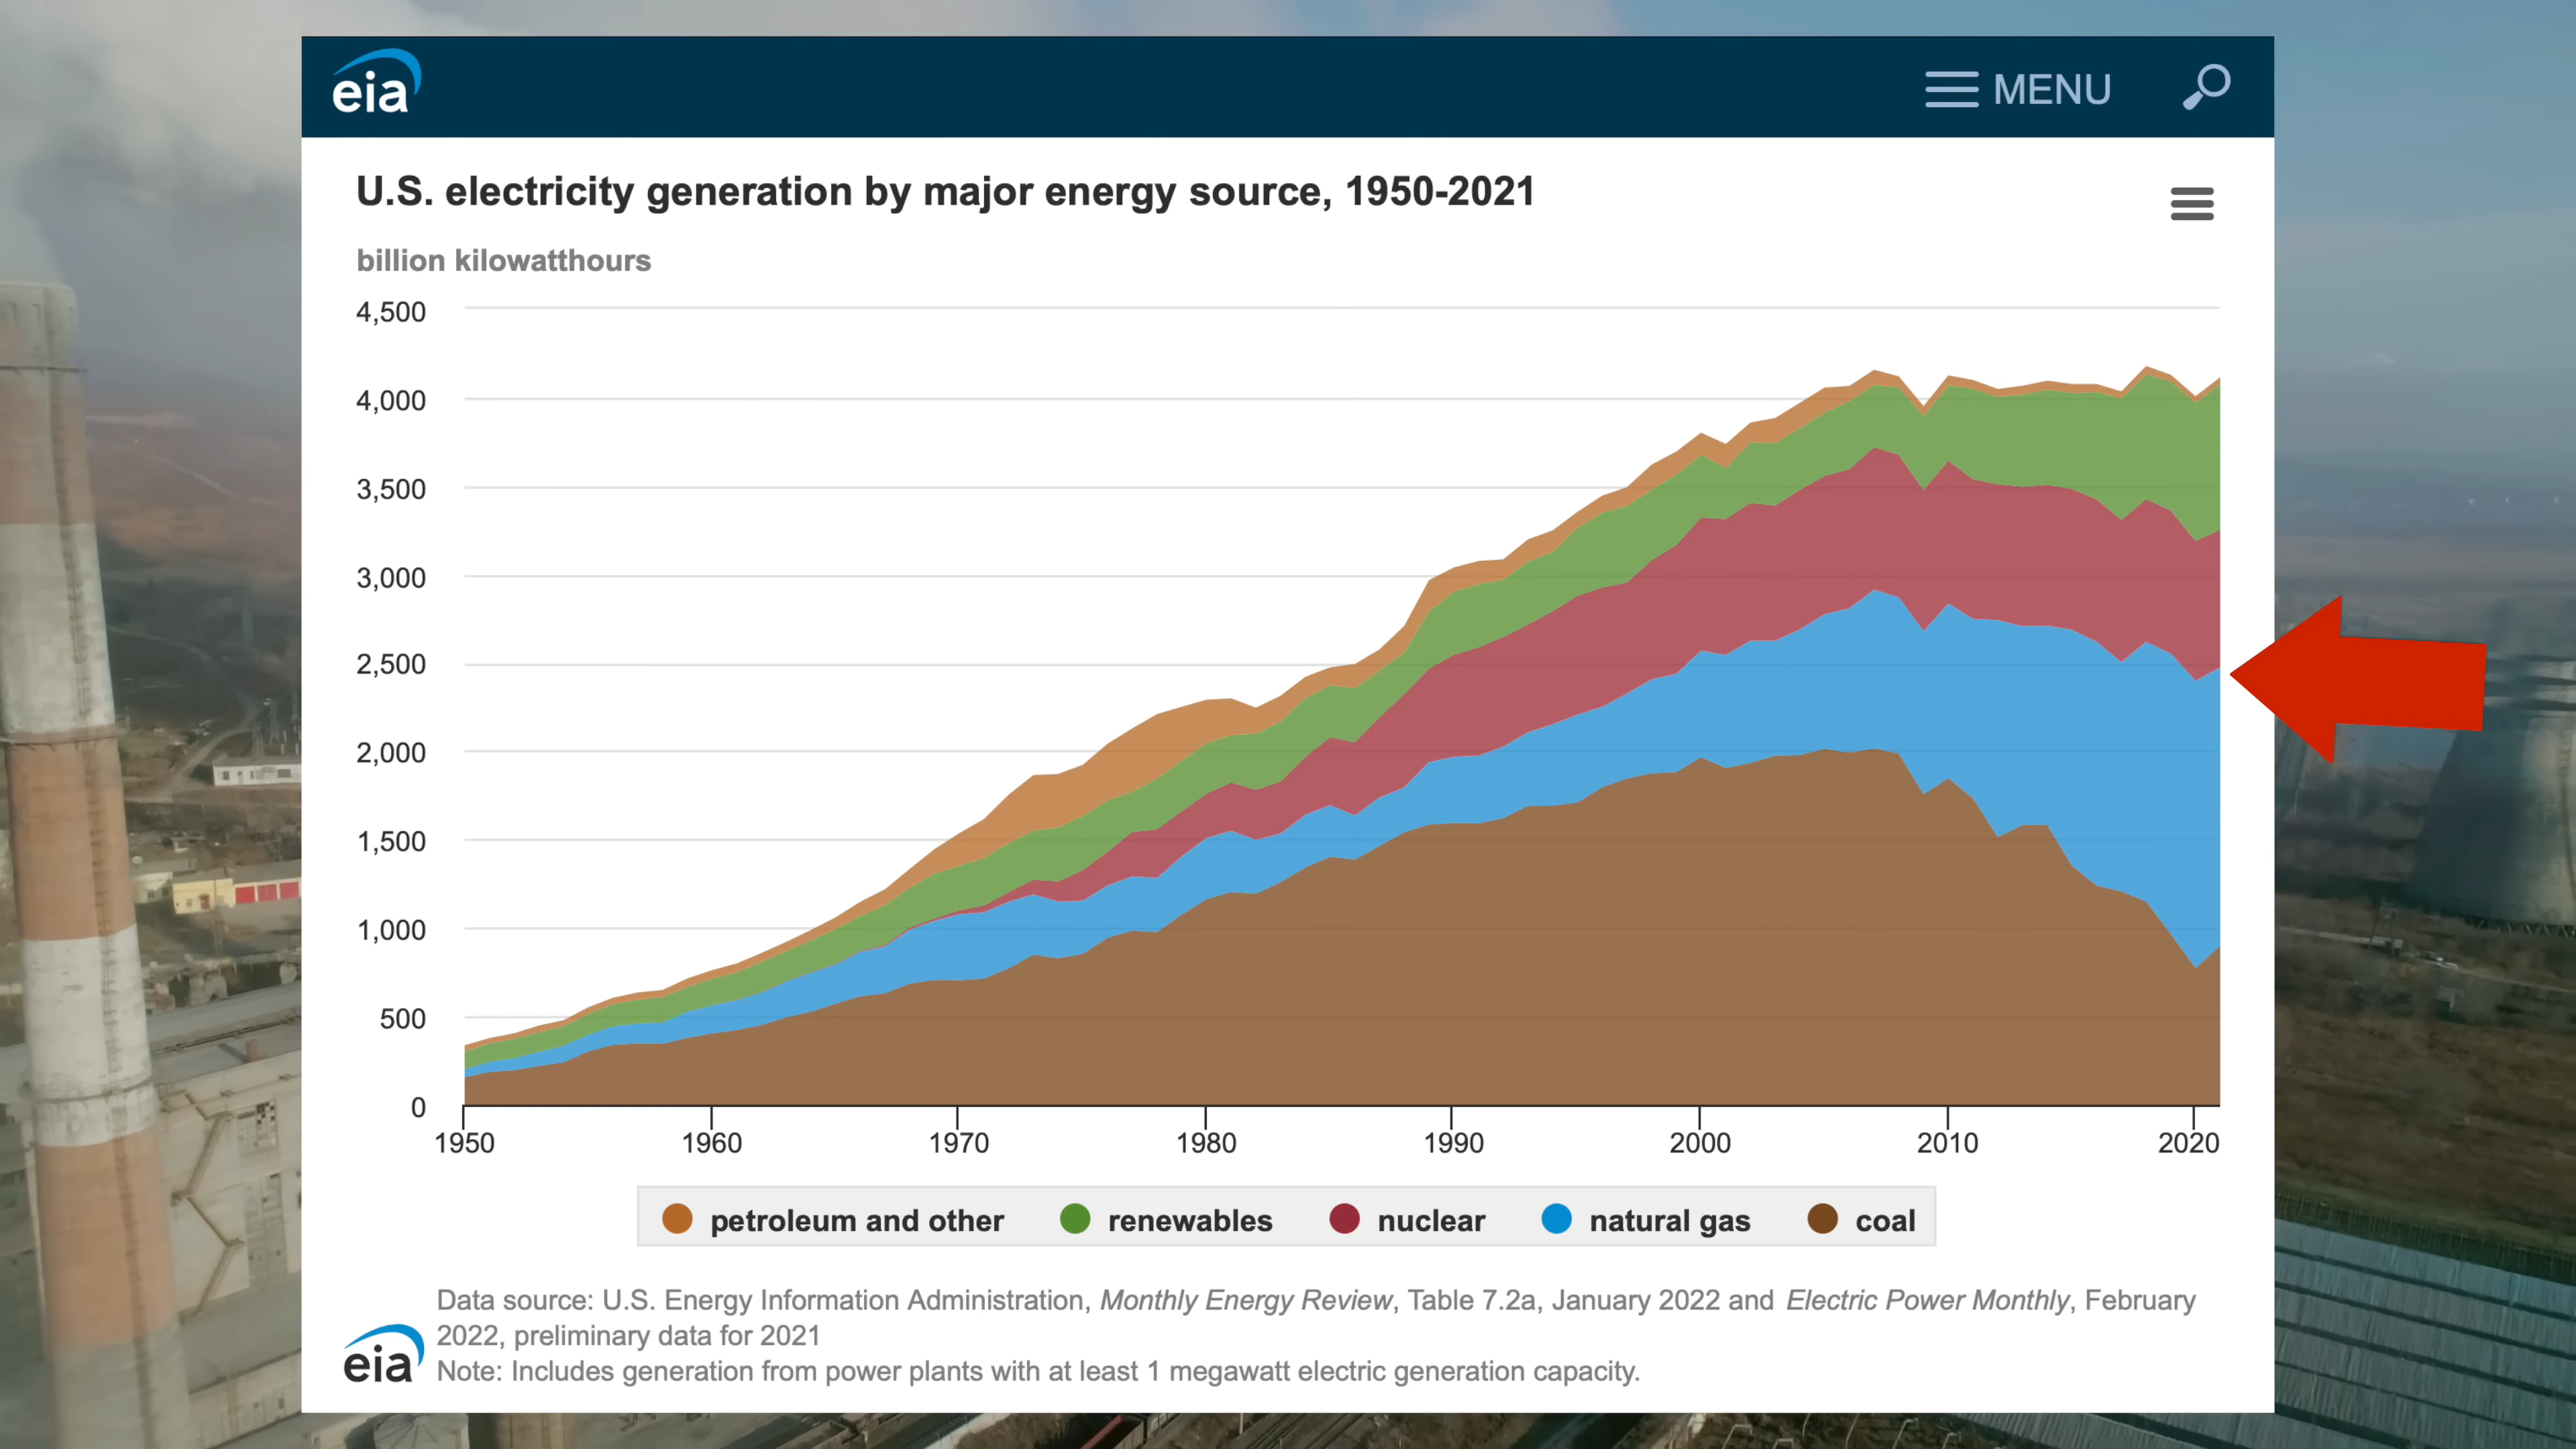 eia
MENU
U.S. electricity generation by major energy source, 1950-2021
billion kilowatthours
4,500
4,000
3,500
3,000
2,500
2,000
1,500
1,000
500
0
1950 1960 1970 1980 1990 2000 2010 2020
petroleum and other renewables nuclear natural gas coal
Data source: U.S. Energy Information Administration, Monthly Energy Review, Table 7.2a, January 2022 and Electric Power Monthly, February
2022, preliminary data for 2021
eia
Note: Includes generation from power plants with at least 1 megawatt electric generation capacity.